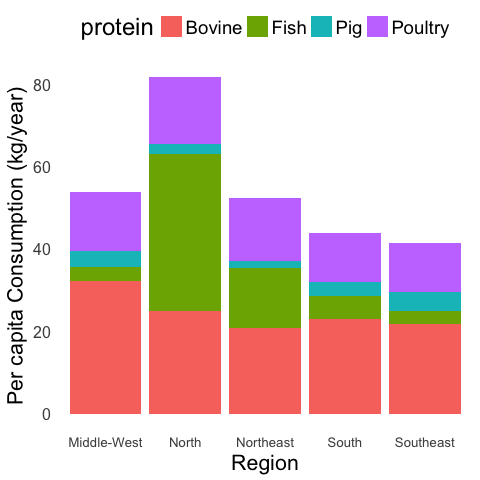 protein Bovine Fish Pig Poultry
Per capita Consumption (kg/year)
80
60
40
20
0
Middle-West North Northeast South Southeast
Region